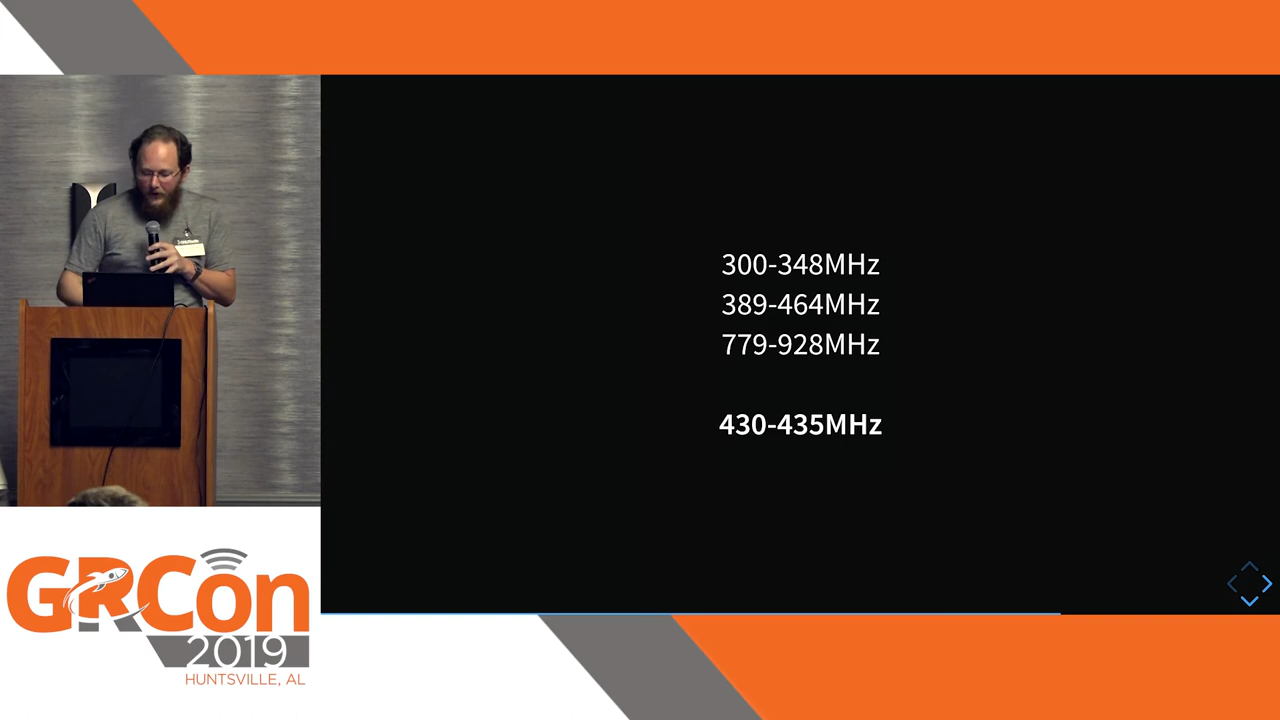 300-348MHz
389-464MHz
779-928MHz
430-435MHz
GRCon
2019
HUNTSVILLE, AL